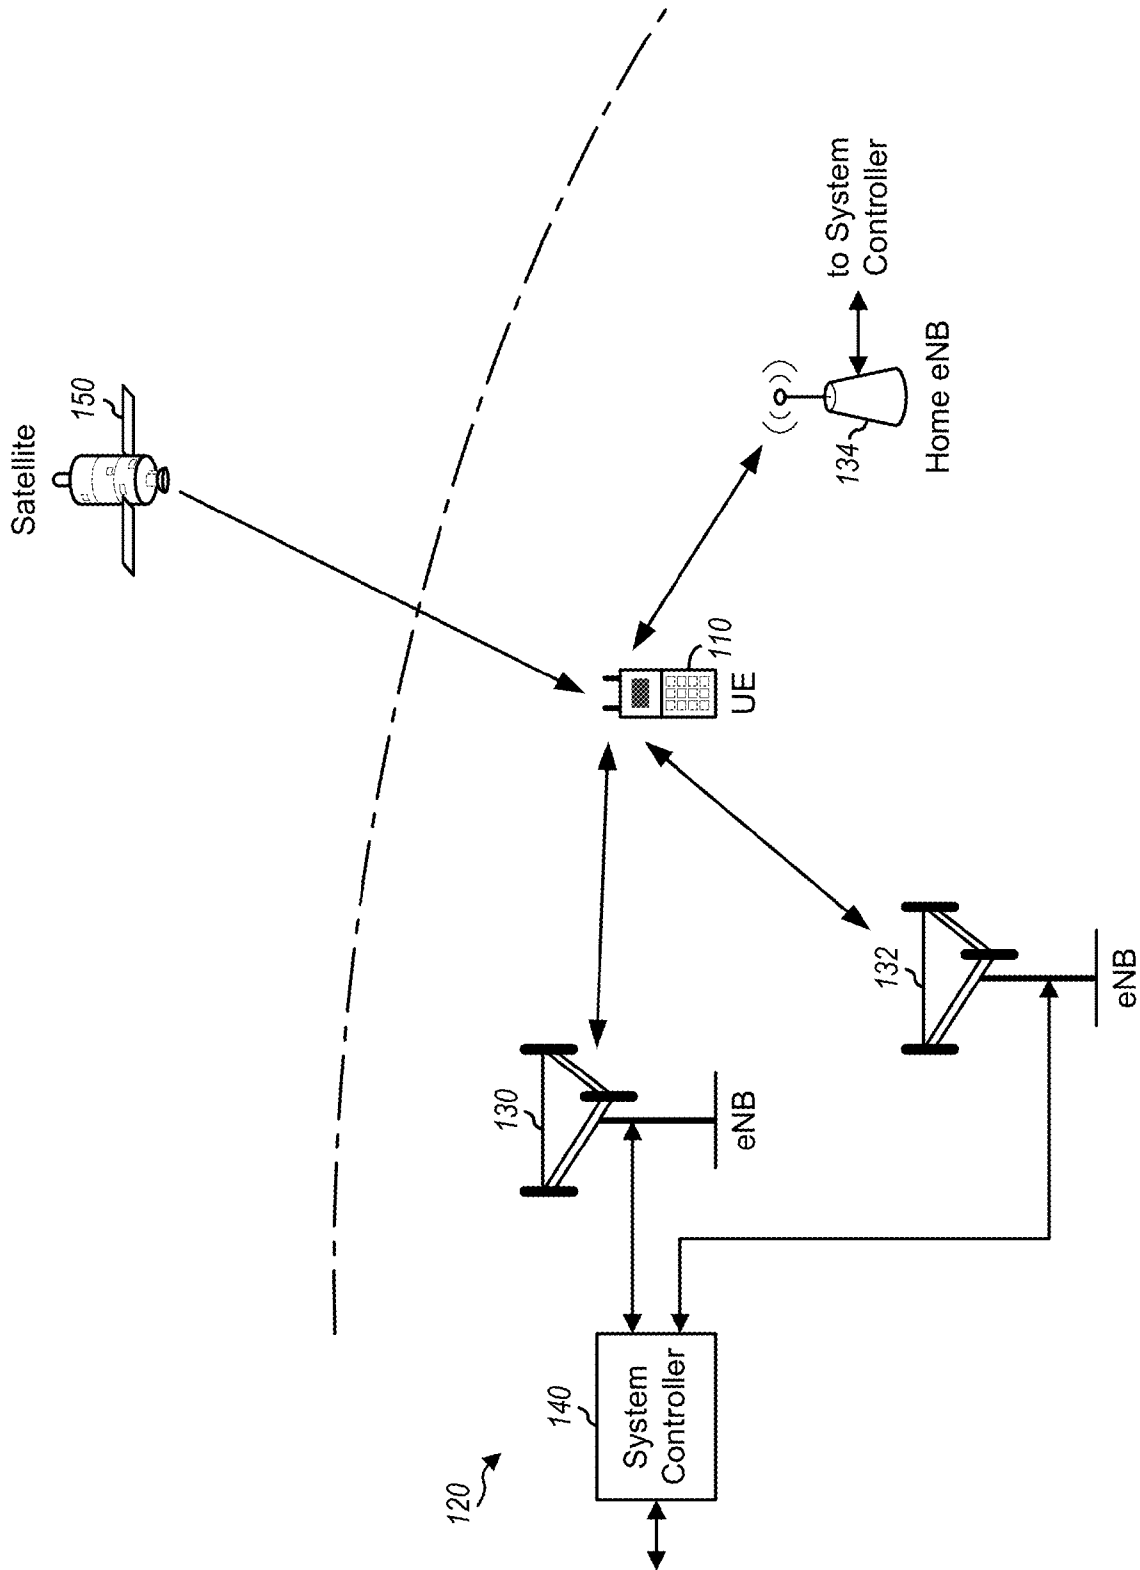 Satellite
150
120
140
System
Controller
130
eNB
132
eNB
110
UE
134
Home eNB
to System
Controller